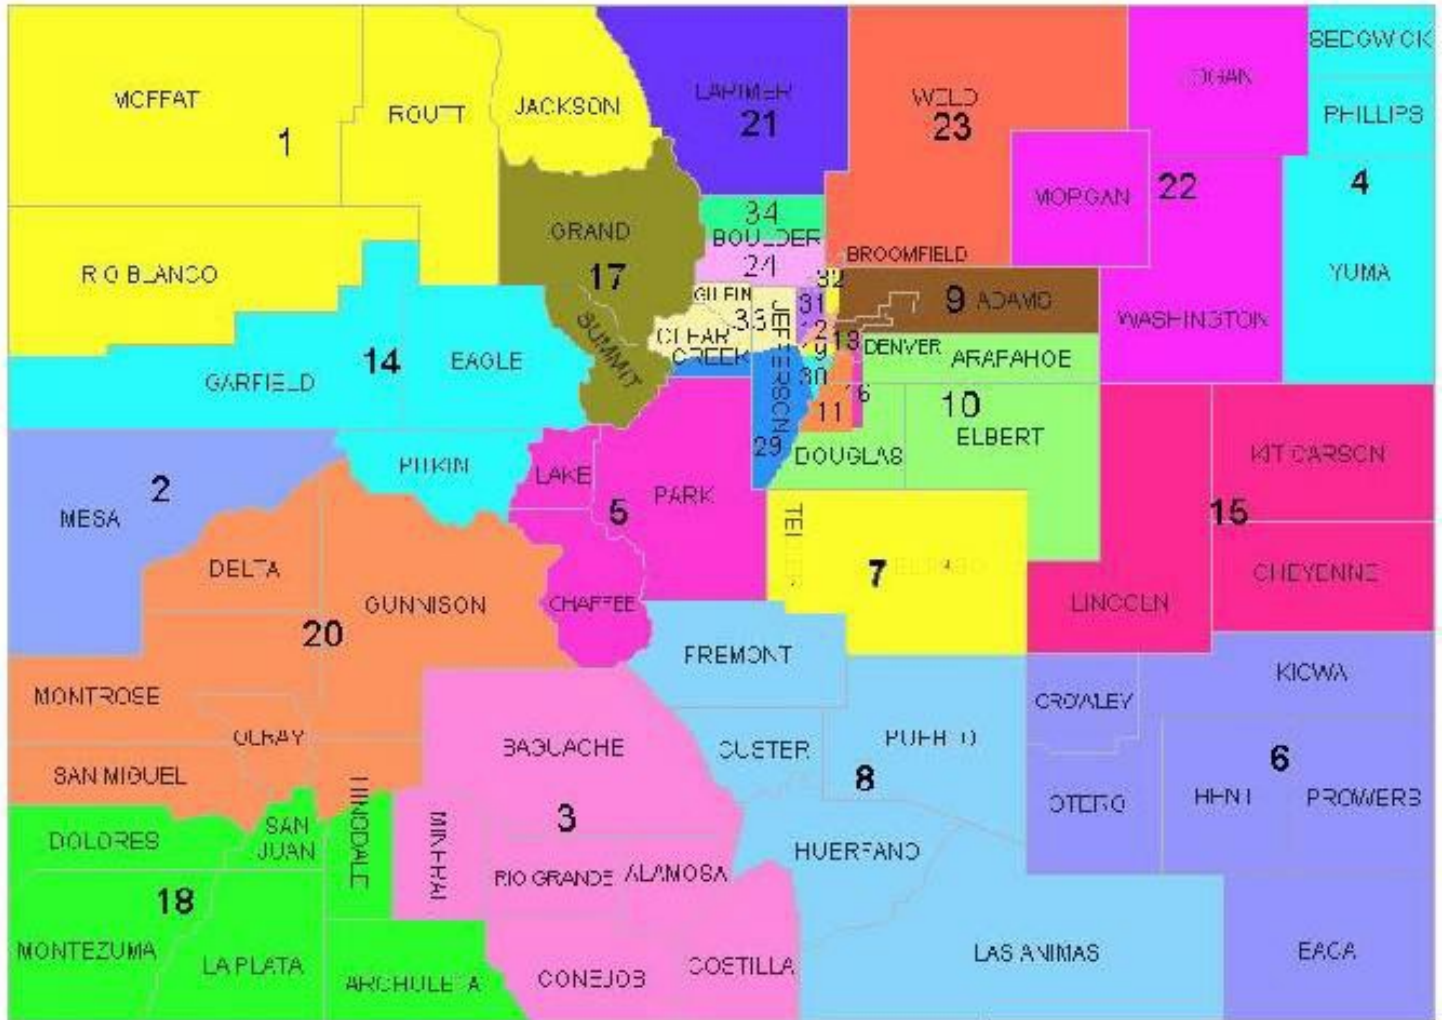 MOFFAT
1
ROUTT
JACKSON
LARIMER
21
WELD
23
LOGAN
SEDGWICK
PHILLIPS
4
YUMA
MORGAN
22
WASHINGTON
RIO BLANCO
GRAND
17
SUMMIT
34
BOULDER
24
BROOMFIELD
32
31
9
ADAMS
GILPIN
33
CLEAR
CREEK
JEFFERSON
DENVER
ARAPAHOE
30
11
29
10
ELBERT
DOUGLAS
14
GARFIELD
EAGLE
PITKIN
2
MESA
LAKE
5
PARK
CHAFFEE
TELLER
7
KIT CARSON
15
CHEYENNE
LINCOLN
DELTA
GUNNISON
20
MONTROSE
OURAY
SAN MIGUEL
FREMONT
CUSTER
PUEBLO
8
HUERFANO
LAS ANIMAS
CROWLEY
KIOWA
6
OTERO
BENT
PROWERS
BACA
SAGUACHE
3
MINERAL
RIO GRANDE
ALAMOSA
CONEJOS
COSTILLA
HINSDALE
SAN
JUAN
DOLORES
18
MONTEZUMA
LA PLATA
ARCHULETA